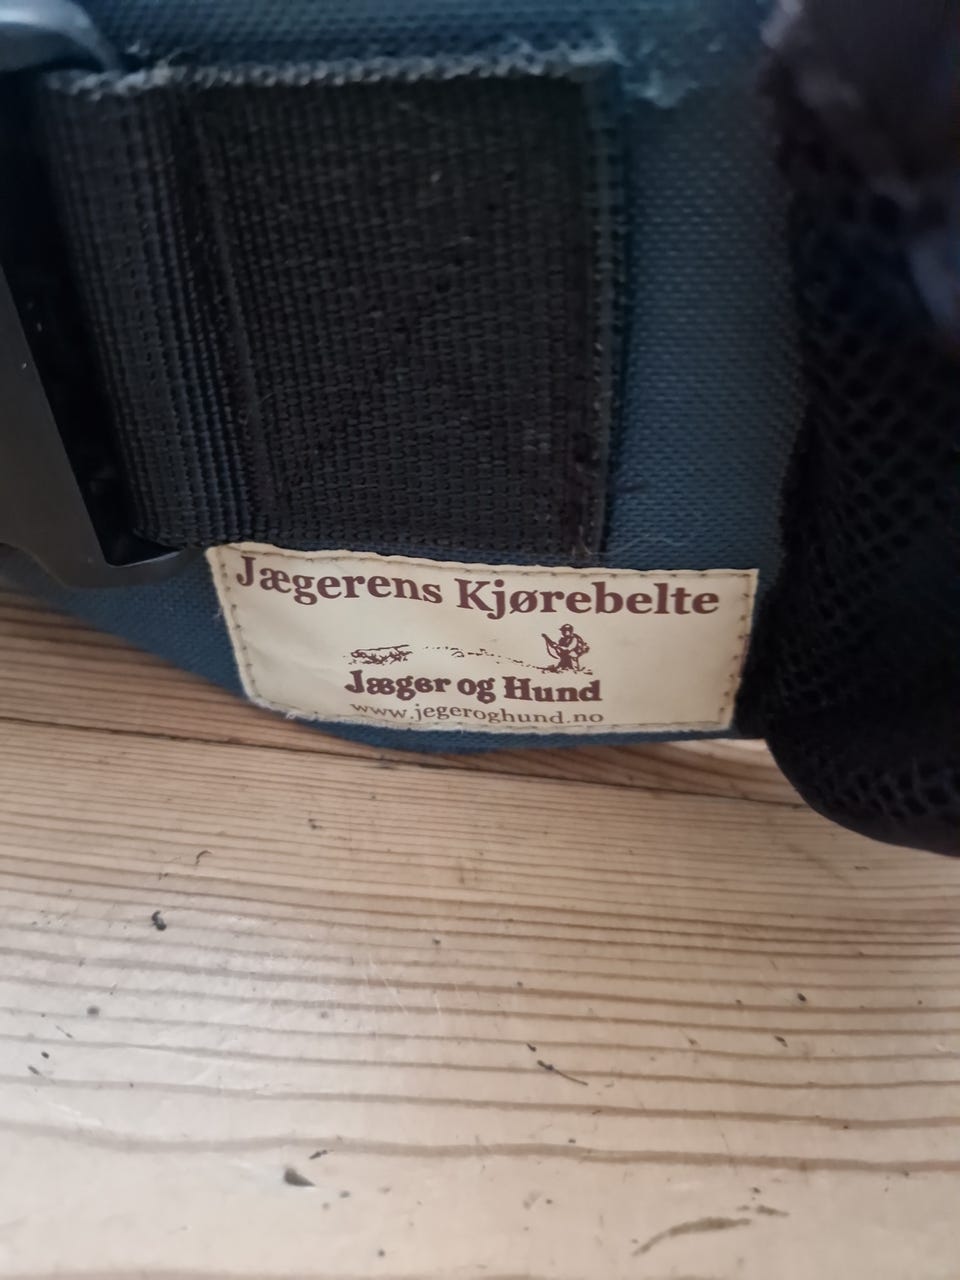 Jægerens Kjørebelte
Jæger og Hund
www.jegeroghund.no